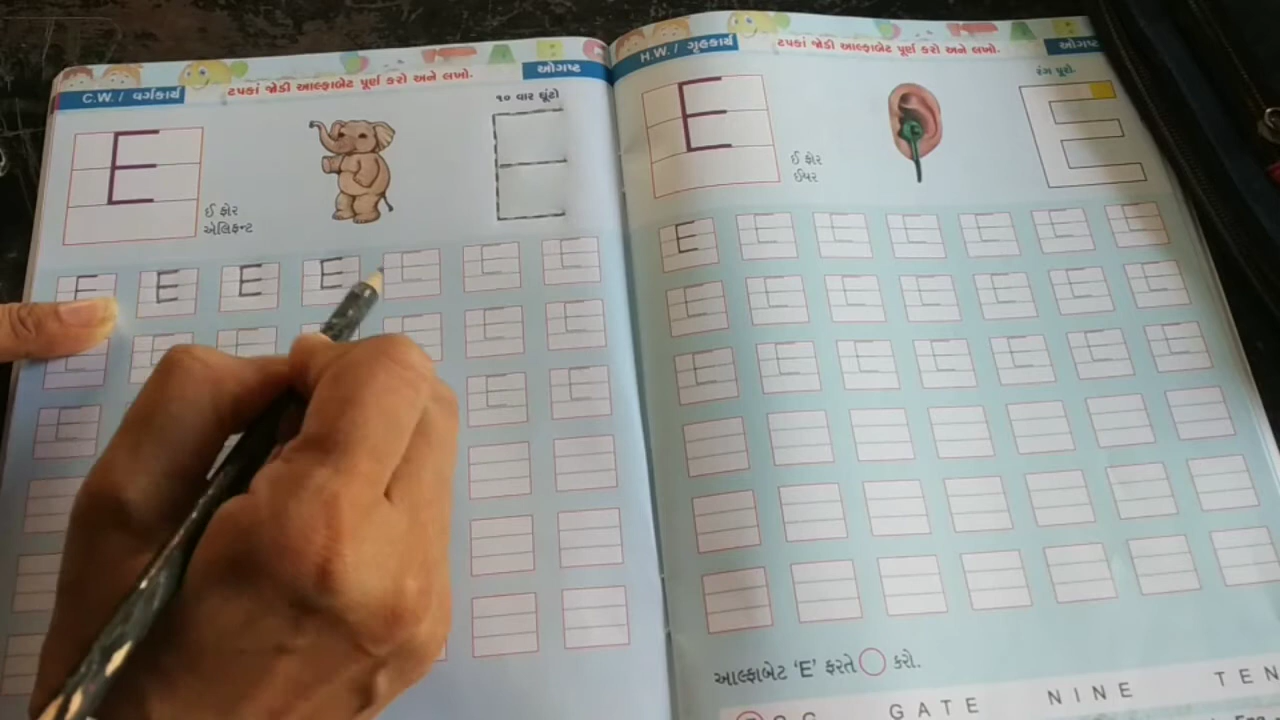 C.W. / વર્ગકાર્ય
ટપકાં જોડી આલ્ફાબેટ પૂર્ણ કરો અને લખો.
ઓગષ્ટ
E
ઈ ફોર
એલિફન્ટ
૧૦ વાર ઘૂંટો
E
E E E E E E E
E E E E E
E E E
H.W. / ગૃહકાર્ય
ટપકાં જોડી આલ્ફાબેટ પૂર્ણ કરો અને લખો.
ઓગષ્ટ
E
ઈ ફોર
ઈયર
રંગ પૂરો.
E
E E E E E E E
E E E E E E E
E E E E E E E
આલ્ફાબેટ 'E' ફરતે ○ કરો.
GATE NINE TEN